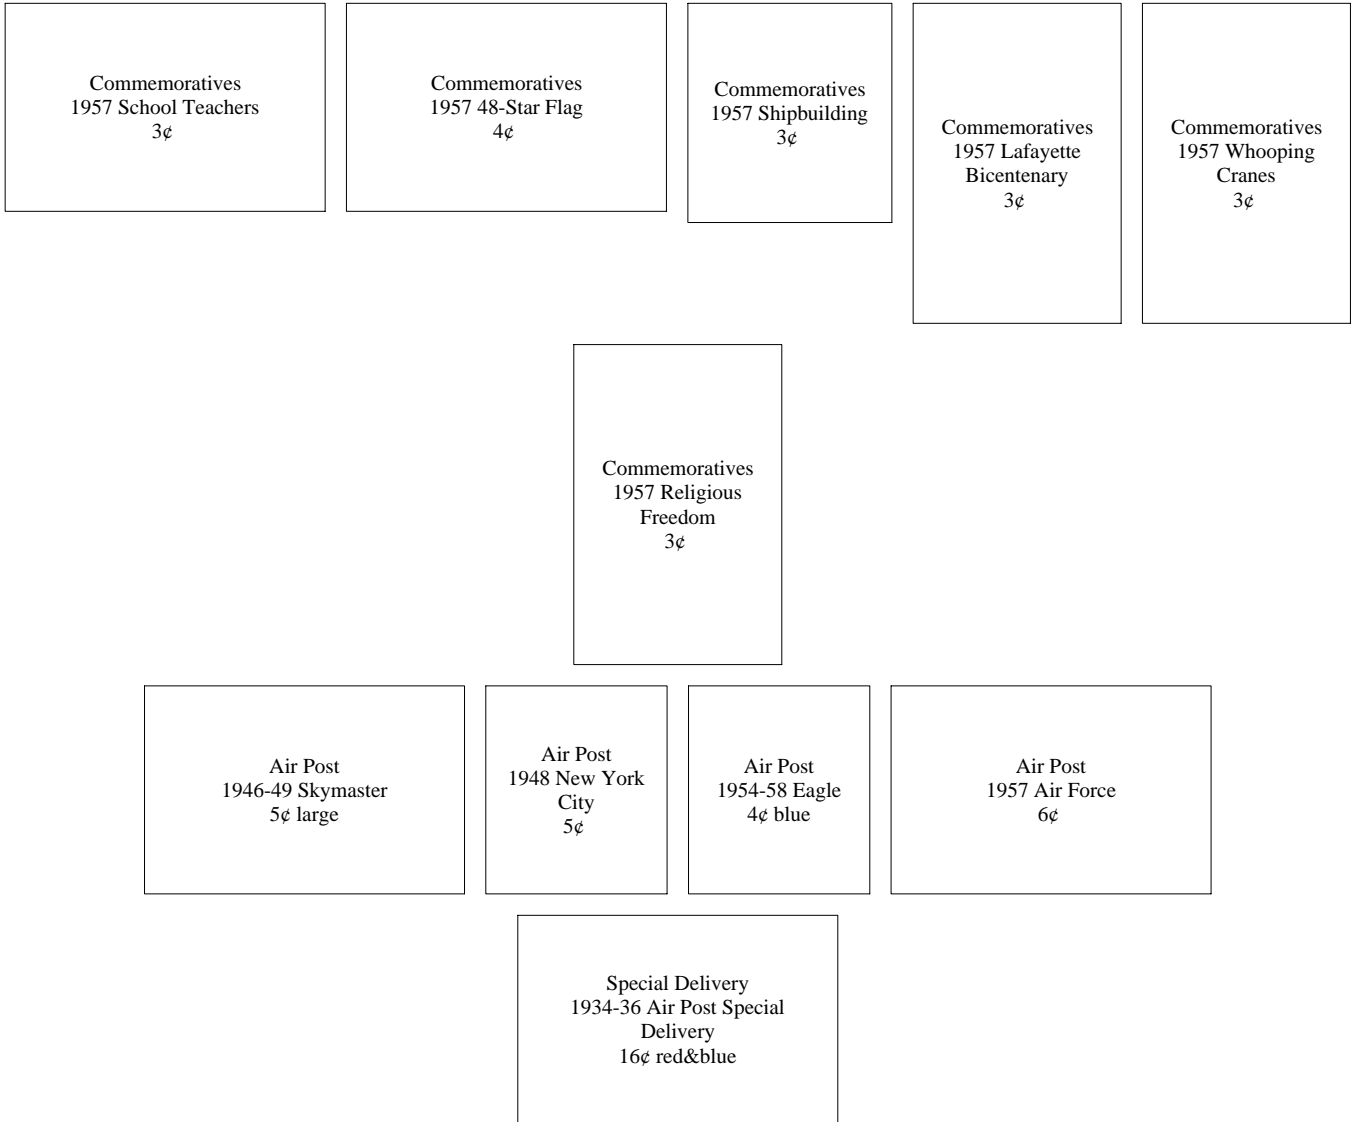 Commemoratives
1957 School Teachers
3¢
Commemoratives
1957 48-Star Flag
4¢
Commemoratives
1957 Shipbuilding
3¢
Commemoratives
1957 Lafayette
Bicentenary
3¢
Commemoratives
1957 Whooping
Cranes
3¢
Commemoratives
1957 Religious
Freedom
3¢
Air Post
1946-49 Skymaster
5¢ large
Air Post
1948 New York
City
5¢
Air Post
1954-58 Eagle
4¢ blue
Air Post
1957 Air Force
6¢
Special Delivery
1934-36 Air Post Special
Delivery
16¢ red&blue